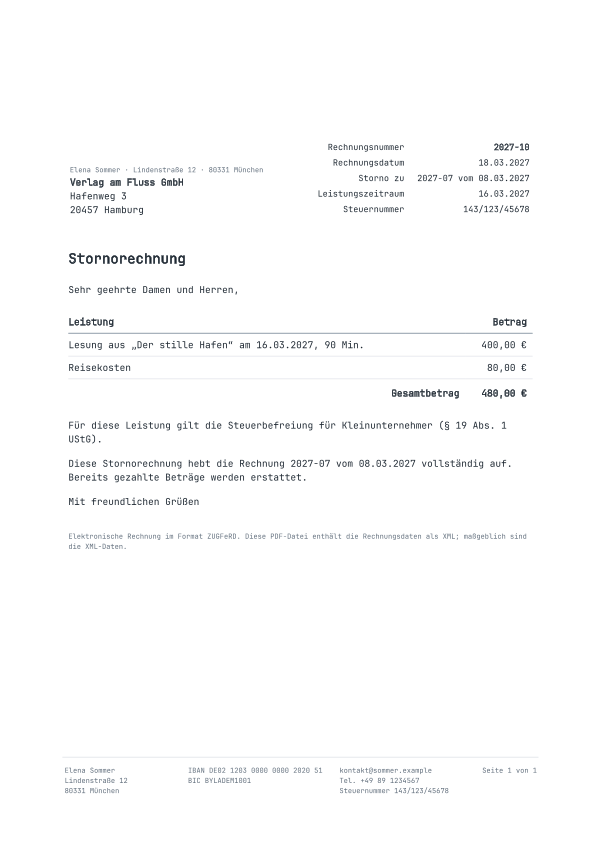 Rechnungsnummer 2027-10
Rechnungsdatum 18.03.2027
Storno zu 2027-07 vom 08.03.2027
Leistungszeitraum 16.03.2027
Steuernummer 143/123/45678
Elena Sommer · Lindenstraße 12 · 80331 München
Verlag am Fluss GmbH
Hafenweg 3
20457 Hamburg
Stornorechnung
Sehr geehrte Damen und Herren,
Leistung Betrag
Lesung aus „Der stille Hafen“ am 16.03.2027, 90 Min. 400,00 €
Reisekosten 80,00 €
Gesamtbetrag 480,00 €
Für diese Leistung gilt die Steuerbefreiung für Kleinunternehmer (§ 19 Abs. 1
UStG).
Diese Stornorechnung hebt die Rechnung 2027-07 vom 08.03.2027 vollständig auf.
Bereits gezahlte Beträge werden erstattet.
Mit freundlichen Grüßen
Elektronische Rechnung im Format ZUGFeRD. Diese PDF-Datei enthält die Rechnungsdaten als XML; maßgeblich sind
die XML-Daten.
Elena Sommer
Lindenstraße 12
80331 München
IBAN DE02 1203 0000 0000 2020 51
BIC BYLADEM1001
kontakt@sommer.example
Tel. +49 89 1234567
Steuernummer 143/123/45678
Seite 1 von 1